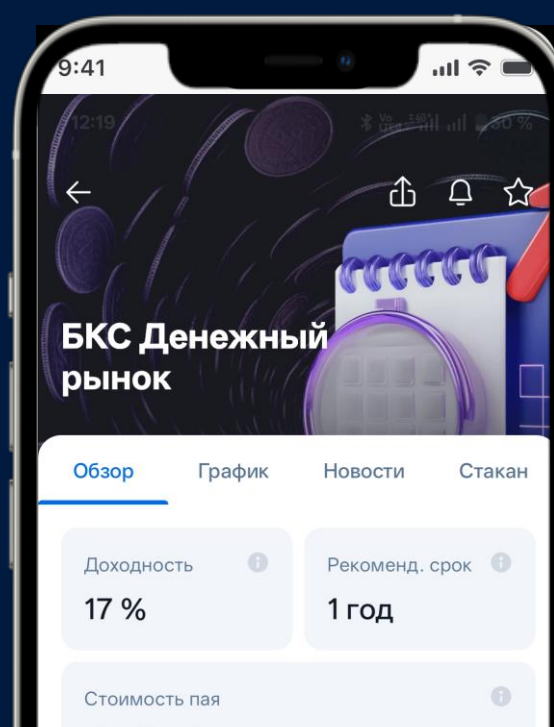 9:41
12:19
30 %
БКС Денежный
рынок
Обзор График Новости Стакан
Доходность Рекоменд. срок
17 % 1 год
Стоимость пая